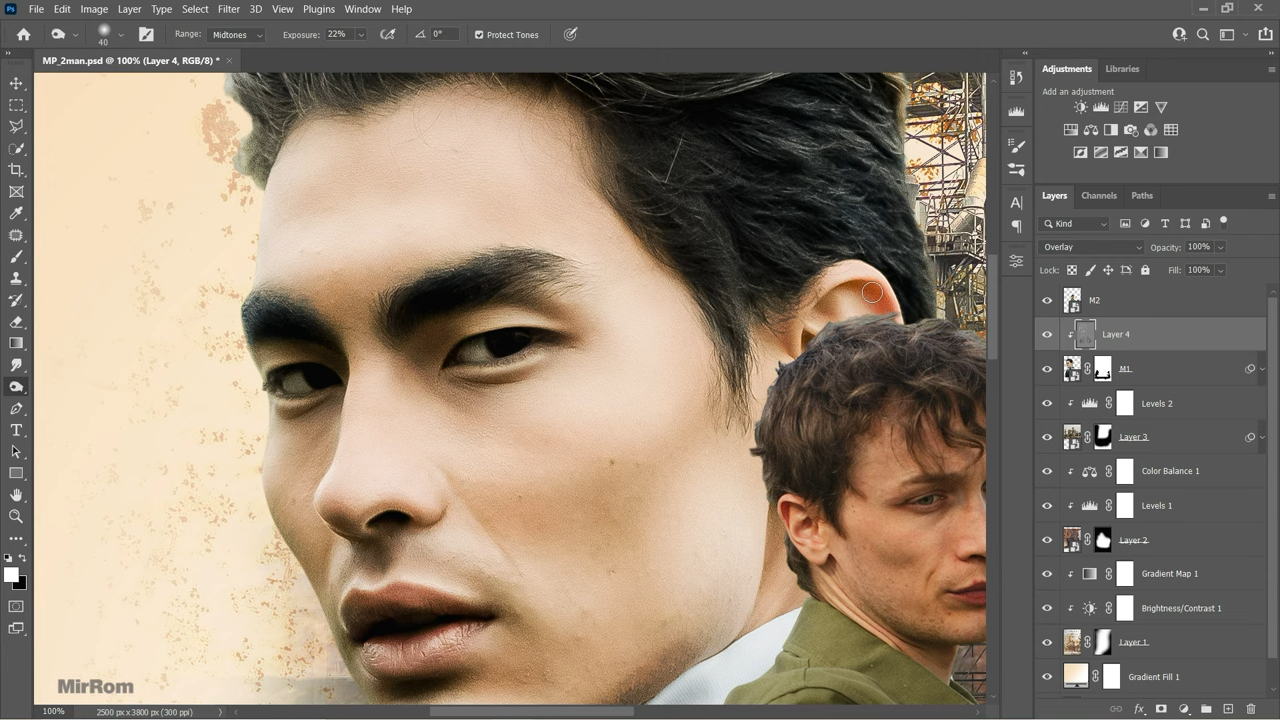 Ps File Edit Image Layer Type Select Filter 3D View Plugins Window Help
40 Range: Midtones Exposure: 22% 0° Protect Tones
MP_2man.psd @ 100% (Layer 4, RGB/8) * ×
Adjustments Libraries
Add an adjustment
Layers Channels Paths
Kind
Overlay Opacity: 100%
Lock: Fill: 100%
M2
Layer 4
M1
Levels 2
Layer 3
Color Balance 1
Levels 1
Layer 2
Gradient Map 1
Brightness/Contrast 1
Layer 1
Gradient Fill 1
MirRom
100% 2500 px x 3800 px (300 ppi)